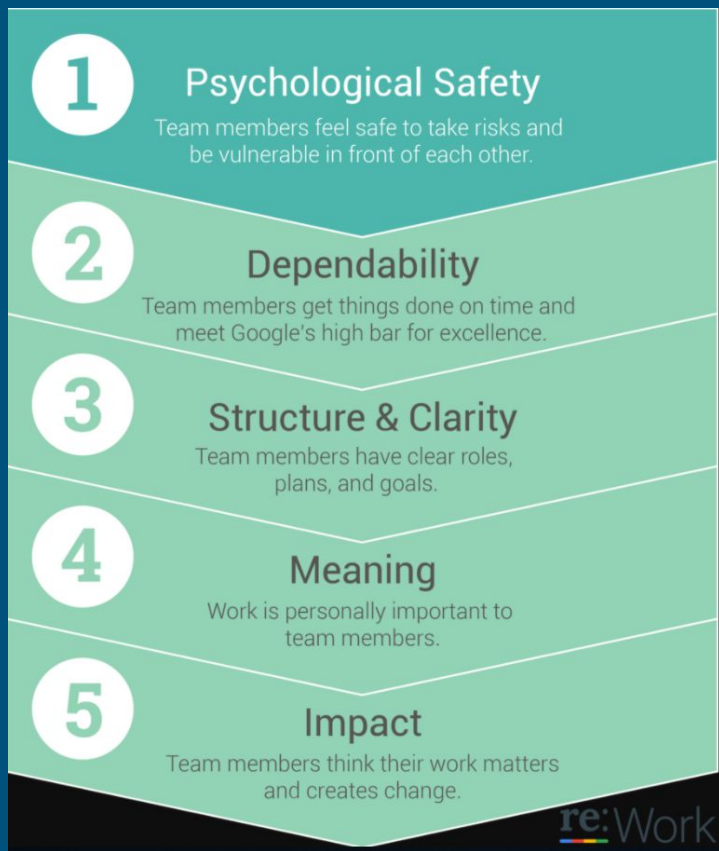 1
Psychological Safety
Team members feel safe to take risks and
be vulnerable in front of each other.
2
Dependability
Team members get things done on time and
meet Google's high bar for excellence.
3
Structure & Clarity
Team members have clear roles,
plans, and goals.
4
Meaning
Work is personally important to
team members.
5
Impact
Team members think their work matters
and creates change.
re:Work